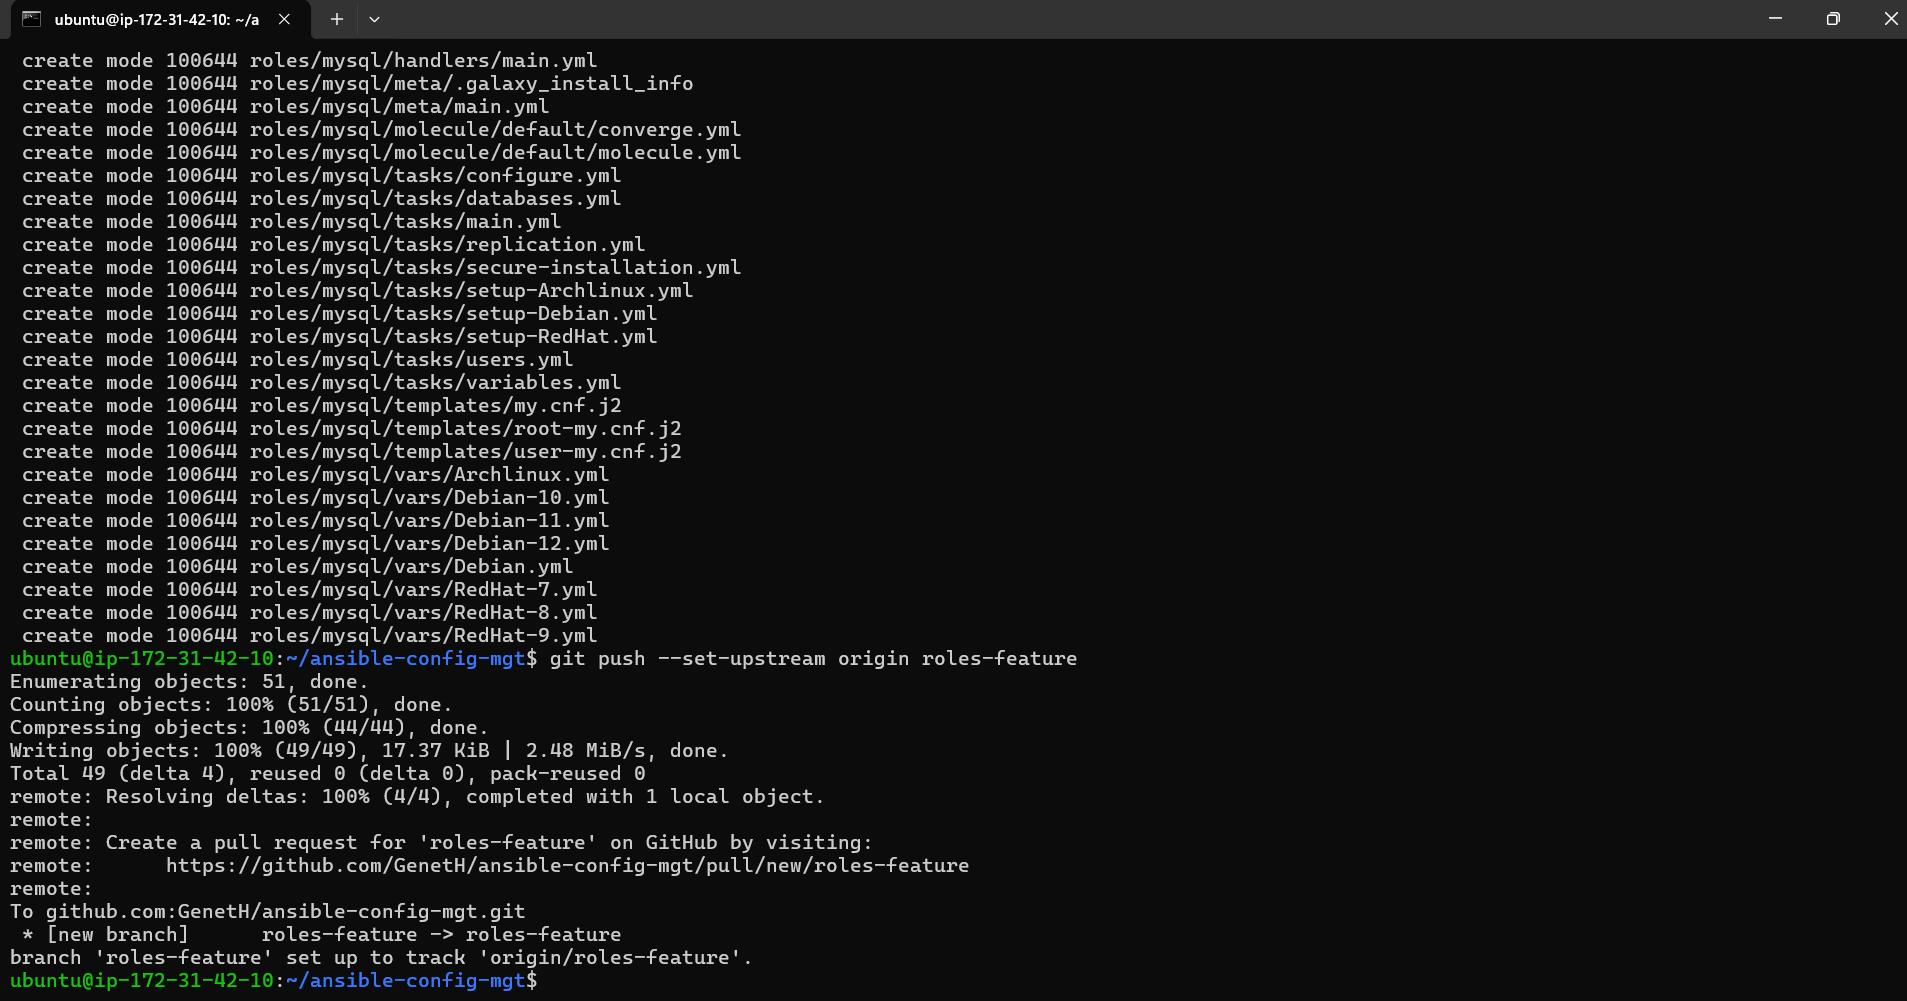 ubuntu@ip-172-31-42-10: ~/a
create mode 100644 roles/mysql/handlers/main.yml
create mode 100644 roles/mysql/meta/.galaxy_install_info
create mode 100644 roles/mysql/meta/main.yml
create mode 100644 roles/mysql/molecule/default/converge.yml
create mode 100644 roles/mysql/molecule/default/molecule.yml
create mode 100644 roles/mysql/tasks/configure.yml
create mode 100644 roles/mysql/tasks/databases.yml
create mode 100644 roles/mysql/tasks/main.yml
create mode 100644 roles/mysql/tasks/replication.yml
create mode 100644 roles/mysql/tasks/secure-installation.yml
create mode 100644 roles/mysql/tasks/setup-Archlinux.yml
create mode 100644 roles/mysql/tasks/setup-Debian.yml
create mode 100644 roles/mysql/tasks/setup-RedHat.yml
create mode 100644 roles/mysql/tasks/users.yml
create mode 100644 roles/mysql/tasks/variables.yml
create mode 100644 roles/mysql/templates/my.cnf.j2
create mode 100644 roles/mysql/templates/root-my.cnf.j2
create mode 100644 roles/mysql/templates/user-my.cnf.j2
create mode 100644 roles/mysql/vars/Archlinux.yml
create mode 100644 roles/mysql/vars/Debian-10.yml
create mode 100644 roles/mysql/vars/Debian-11.yml
create mode 100644 roles/mysql/vars/Debian-12.yml
create mode 100644 roles/mysql/vars/Debian.yml
create mode 100644 roles/mysql/vars/RedHat-7.yml
create mode 100644 roles/mysql/vars/RedHat-8.yml
create mode 100644 roles/mysql/vars/RedHat-9.yml
ubuntu@ip-172-31-42-10:~/ansible-config-mgt$ git push --set-upstream origin roles-feature
Enumerating objects: 51, done.
Counting objects: 100% (51/51), done.
Compressing objects: 100% (44/44), done.
Writing objects: 100% (49/49), 17.37 KiB | 2.48 MiB/s, done.
Total 49 (delta 4), reused 0 (delta 0), pack-reused 0
remote: Resolving deltas: 100% (4/4), completed with 1 local object.
remote:
remote: Create a pull request for 'roles-feature' on GitHub by visiting:
remote:      https://github.com/GenetH/ansible-config-mgt/pull/new/roles-feature
remote:
To github.com:GenetH/ansible-config-mgt.git
* [new branch]      roles-feature -> roles-feature
branch 'roles-feature' set up to track 'origin/roles-feature'.
ubuntu@ip-172-31-42-10:~/ansible-config-mgt$